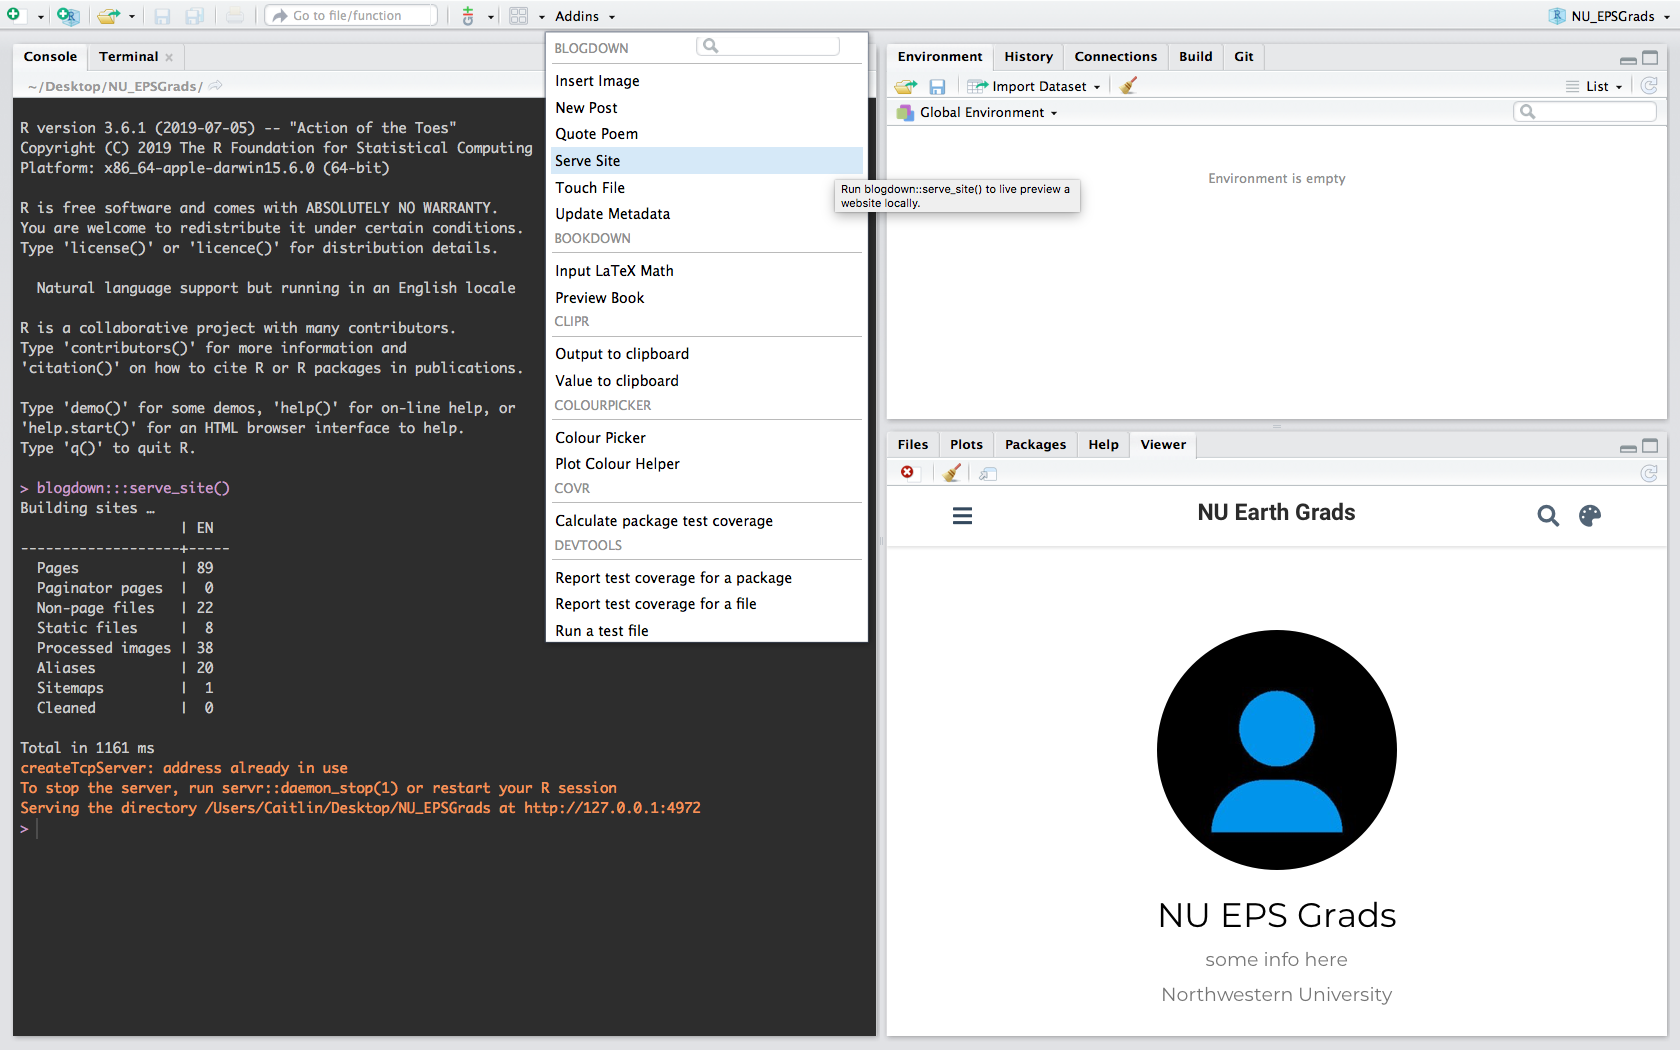 Go to file/function
Addins
NU_EPSGrads
Console
Terminal
~/Desktop/NU_EPSGrads/
R version 3.6.1 (2019-07-05) -- "Action of the Toes"
Copyright (C) 2019 The R Foundation for Statistical Computing
Platform: x86_64-apple-darwin15.6.0 (64-bit)
R is free software and comes with ABSOLUTELY NO WARRANTY.
You are welcome to redistribute it under certain conditions.
Type 'license()' or 'licence()' for distribution details.
Natural language support but running in an English locale
R is a collaborative project with many contributors.
Type 'contributors()' for more information and
'citation()' on how to cite R or R packages in publications.
Type 'demo()' for some demos, 'help()' for on-line help, or
'help.start()' for an HTML browser interface to help.
Type 'q()' to quit R.
> blogdown:::serve_site()
Building sites …
| EN
-------------------+-----
Pages | 89
Paginator pages | 0
Non-page files | 22
Static files | 8
Processed images | 38
Aliases | 20
Sitemaps | 1
Cleaned | 0
Total in 1161 ms
createTcpServer: address already in use
To stop the server, run servr::daemon_stop(1) or restart your R session
Serving the directory /Users/Caitlin/Desktop/NU_EPSGrads at http://127.0.0.1:4972
>
BLOGDOWN
Insert Image
New Post
Quote Poem
Serve Site
Touch File
Update Metadata
BOOKDOWN
Input LaTeX Math
Preview Book
CLIPR
Output to clipboard
Value to clipboard
COLOURPICKER
Colour Picker
Plot Colour Helper
COVR
Calculate package test coverage
DEVTOOLS
Report test coverage for a package
Report test coverage for a file
Run a test file
Run blogdown::serve_site() to live preview a
website locally.
Environment
History
Connections
Build
Git
Import Dataset
List
Global Environment
Environment is empty
Files
Plots
Packages
Help
Viewer
NU Earth Grads
NU EPS Grads
some info here
Northwestern University